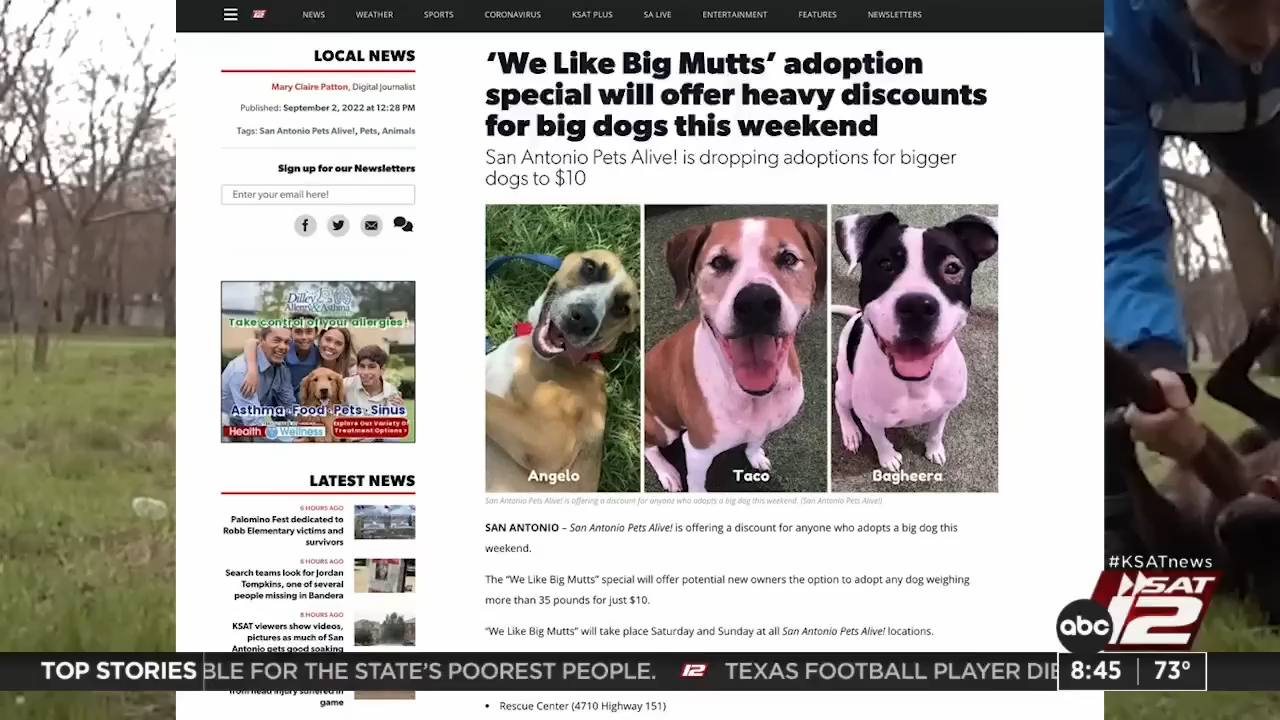 NEWS WEATHER SPORTS CORONAVIRUS KSAT PLUS SA LIVE ENTERTAINMENT FEATURES NEWSLETTERS
LOCAL NEWS
Mary Claire Patton, Digital Journalist
Published: September 2, 2022 at 12:28 PM
Tags: San Antonio Pets Alive!, Pets, Animals
Sign up for our Newsletters
Enter your email here!
Dilley
Allergy & Asthma
Take control of your allergies!
Asthma · Food · Pets · Sinus
Health Wellness
Explore Our Variety Of
Treatment Options >
LATEST NEWS
6 HOURS AGO
Palomino Fest dedicated to
Robb Elementary victims and
survivors
8 HOURS AGO
Search teams look for Jordan
Tompkins, one of several
people missing in Bandera
8 HOURS AGO
KSAT viewers show videos,
pictures as much of San
Antonio gets good soaking
from head injury suffered in
game
‘We Like Big Mutts’ adoption
special will offer heavy discounts
for big dogs this weekend
San Antonio Pets Alive! is dropping adoptions for bigger
dogs to $10
Angelo
Taco
Bagheera
San Antonio Pets Alive! is offering a discount for anyone who adopts a big dog this weekend. (San Antonio Pets Alive!)
SAN ANTONIO – San Antonio Pets Alive! is offering a discount for anyone who adopts a big dog this
weekend.
The “We Like Big Mutts” special will offer potential new owners the option to adopt any dog weighing
more than 35 pounds for just $10.
“We Like Big Mutts” will take place Saturday and Sunday at all San Antonio Pets Alive! locations.
• Rescue Center (4710 Highway 151)
#KSATnews
KSAT
abc 12
TOP STORIES BLE FOR THE STATE'S POOREST PEOPLE. 12 TEXAS FOOTBALL PLAYER DIE
8:45 73°